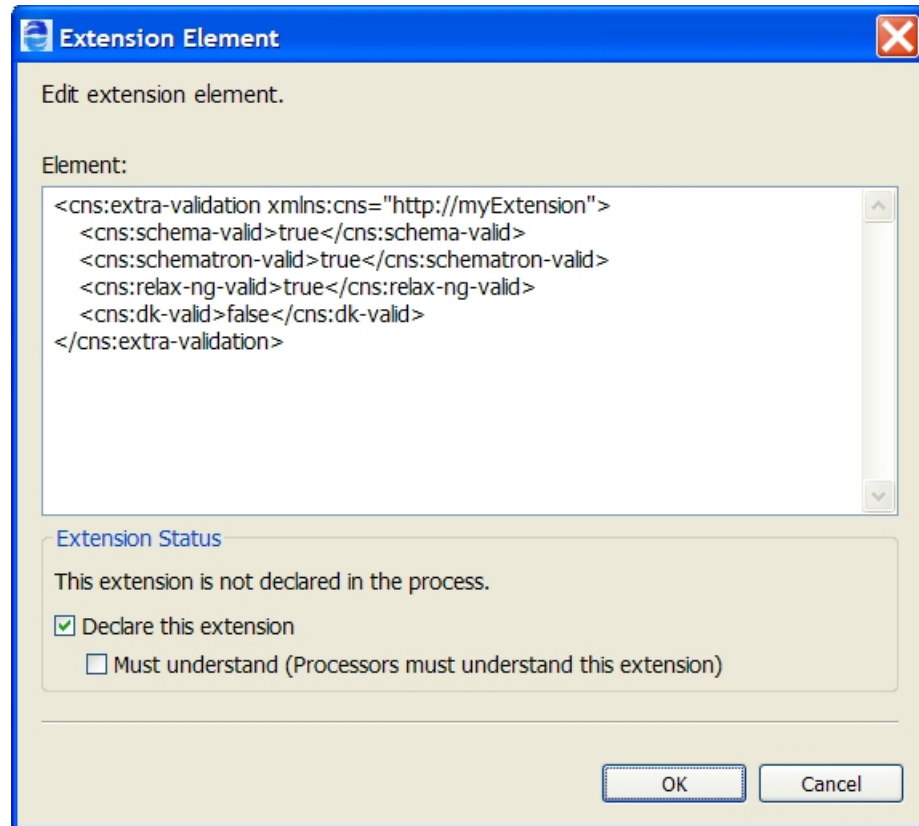 Extension Element
Edit extension element.
Element:
<cns:extra-validation xmlns:cns="http://myExtension">
<cns:schema-valid>true</cns:schema-valid>
<cns:schematron-valid>true</cns:schematron-valid>
<cns:relax-ng-valid>true</cns:relax-ng-valid>
<cns:dk-valid>false</cns:dk-valid>
</cns:extra-validation>
Extension Status
This extension is not declared in the process.
Declare this extension
Must understand (Processors must understand this extension)
OK
Cancel